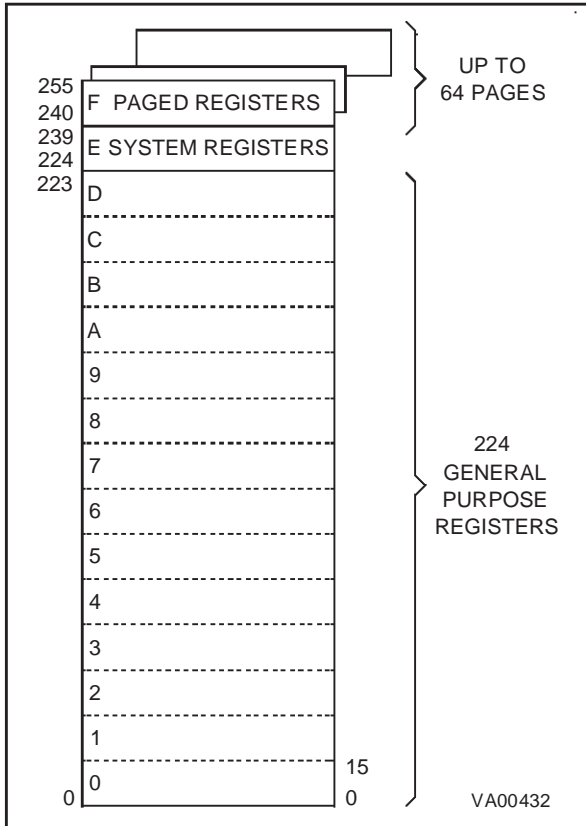 UP TO
64 PAGES
255
F PAGED REGISTERS
240
239
E SYSTEM REGISTERS
224
223
D
C
B
A
9
8
7
6
5
4
3
2
1
0
224
GENERAL
PURPOSE
REGISTERS
15
0
0
VA00432